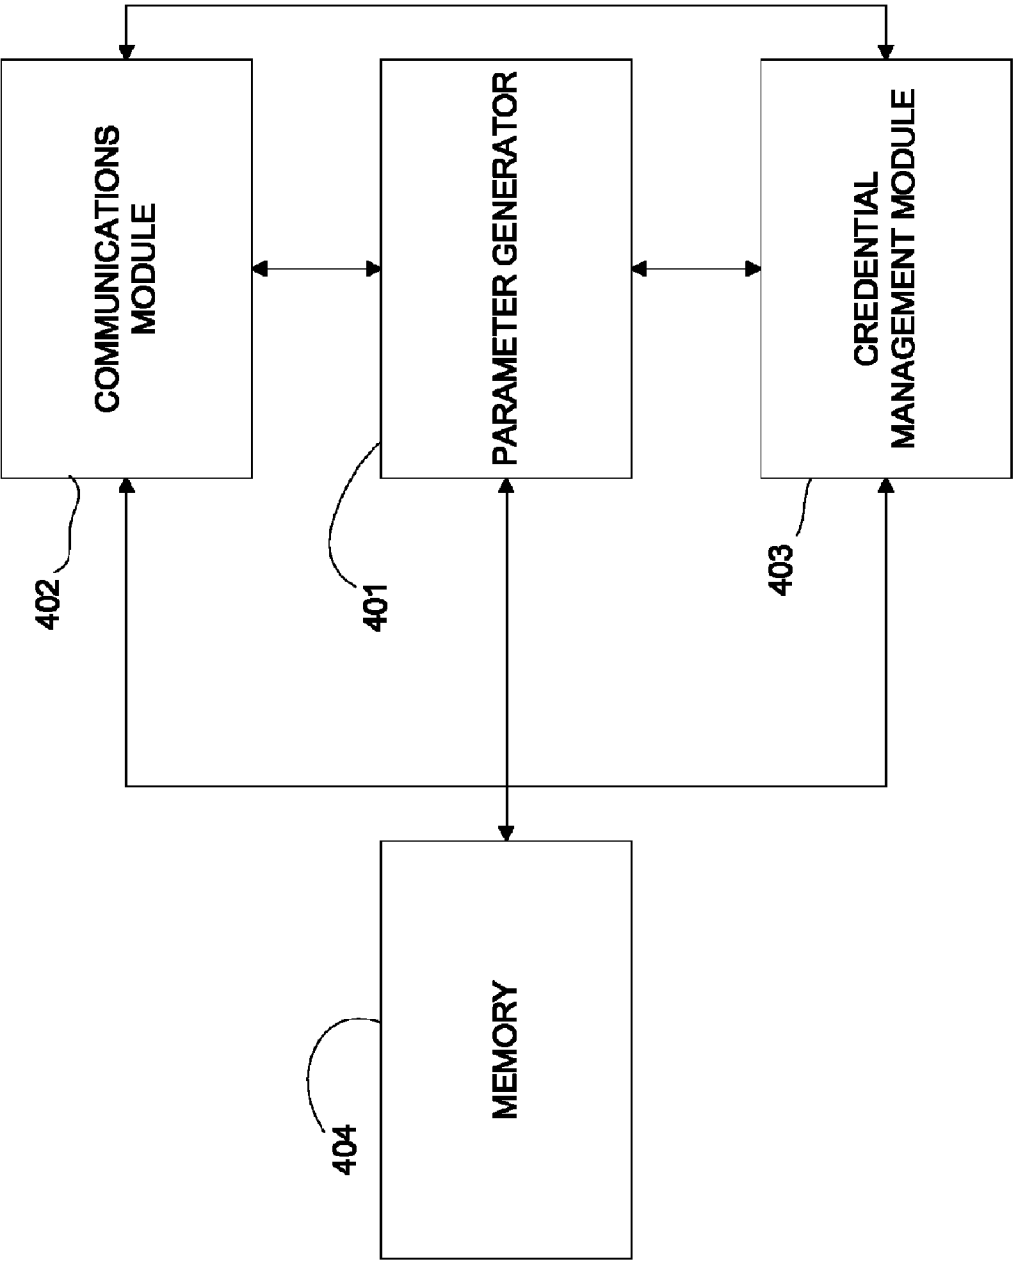 COMMUNICATIONS
MODULE
402
PARAMETER GENERATOR
401
CREDENTIAL
MANAGEMENT MODULE
403
MEMORY
404